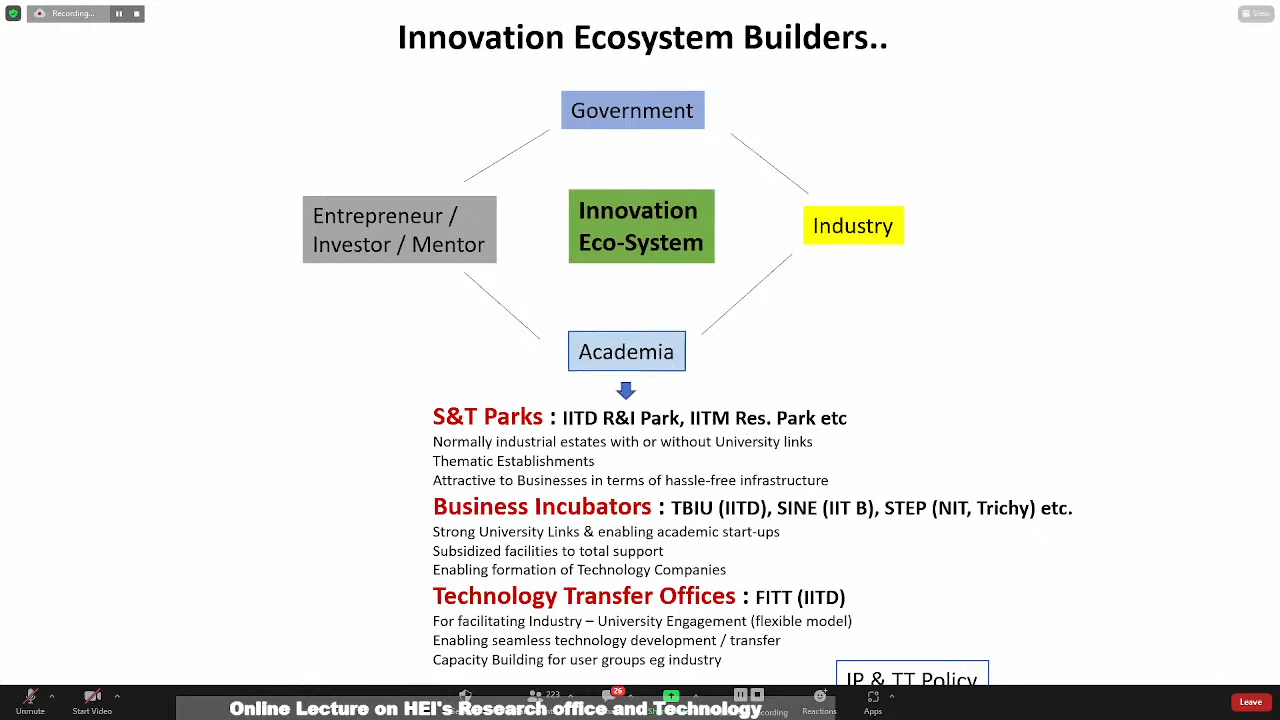 Recording...
View
Innovation Ecosystem Builders..
Government
Entrepreneur /
Investor / Mentor
Innovation
Eco-System
Industry
Academia
S&T Parks : IITD R&I Park, IITM Res. Park etc
Normally industrial estates with or without University links
Thematic Establishments
Attractive to Businesses in terms of hassle-free infrastructure
Business Incubators : TBIU (IITD), SINE (IIT B), STEP (NIT, Trichy) etc.
Strong University Links & enabling academic start-ups
Subsidized facilities to total support
Enabling formation of Technology Companies
Technology Transfer Offices : FITT (IITD)
For facilitating Industry – University Engagement (flexible model)
Enabling seamless technology development / transfer
Capacity Building for user groups eg industry
IP & TT Policy
223
26
Unmute
Start Video
Reactions
Apps
Leave
Online Lecture on HEI's Research office and Technology